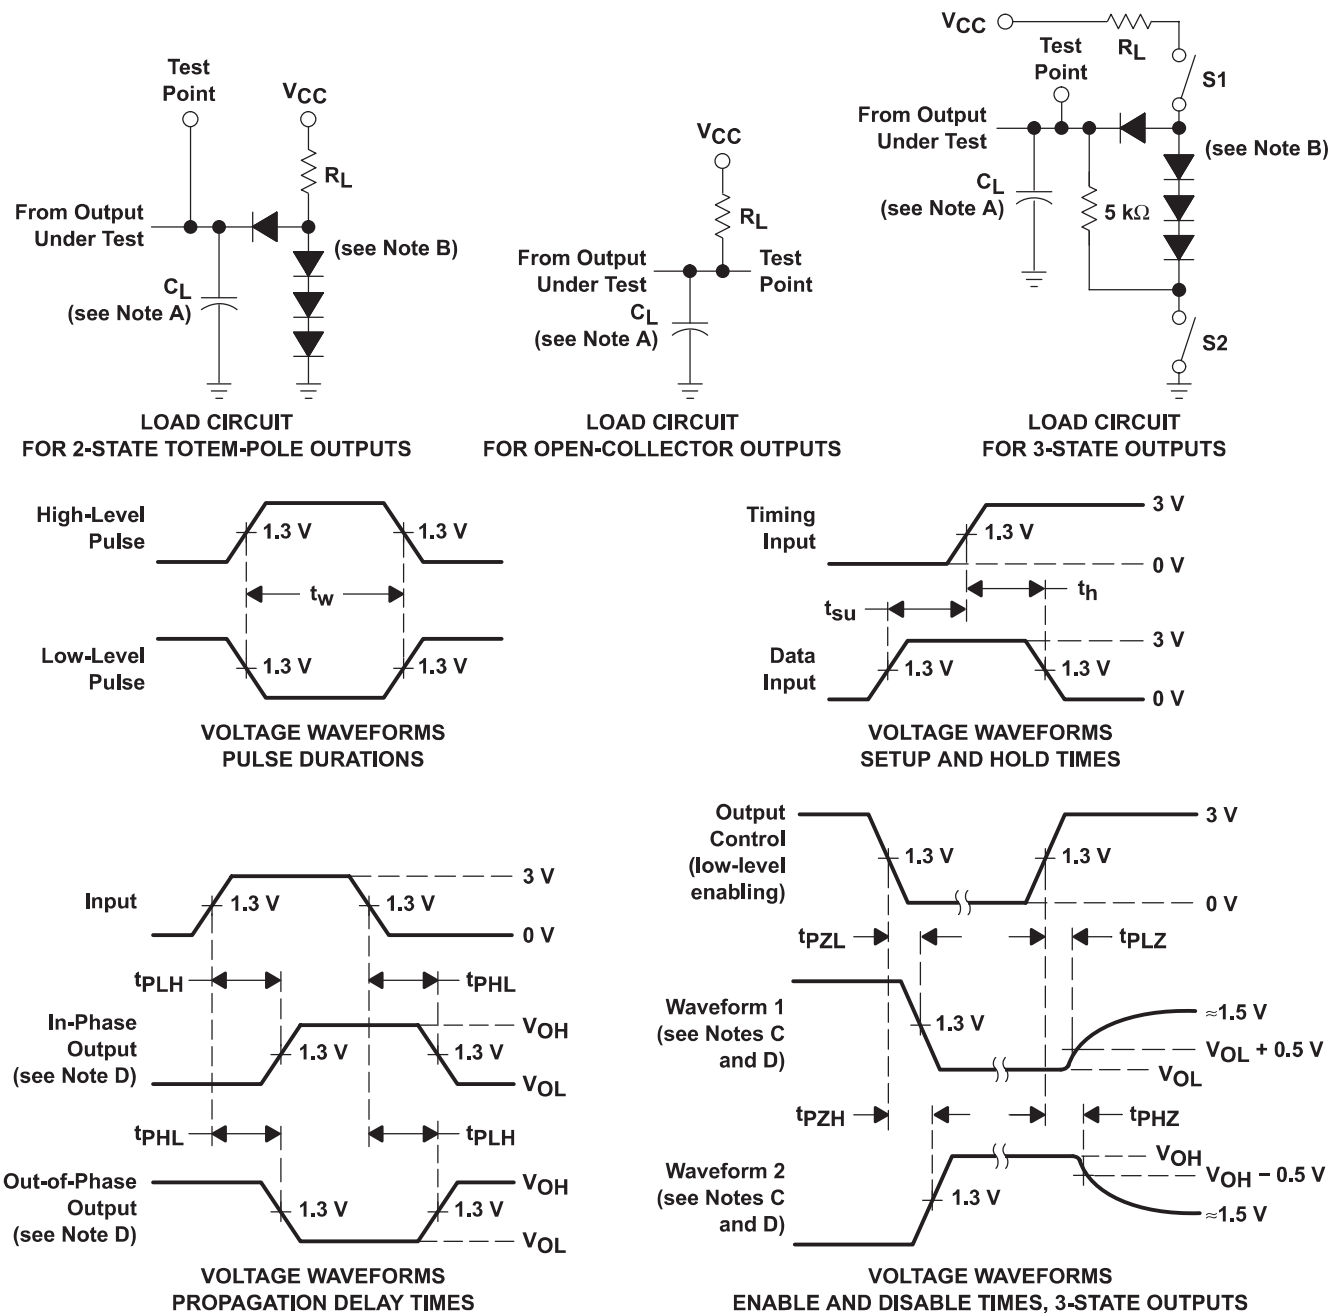 Test
Point
VCC
RL
From Output
Under Test
(see Note B)
CL
(see Note A)
LOAD CIRCUIT
FOR 2-STATE TOTEM-POLE OUTPUTS
VCC
RL
From Output
Under Test
Test
Point
CL
(see Note A)
LOAD CIRCUIT
FOR OPEN-COLLECTOR OUTPUTS
VCC
RL
Test
Point
S1
From Output
Under Test
(see Note B)
CL
(see Note A)
5 kΩ
S2
LOAD CIRCUIT
FOR 3-STATE OUTPUTS
High-Level
Pulse
1.3 V
1.3 V
tw
Low-Level
Pulse
1.3 V
1.3 V
VOLTAGE WAVEFORMS
PULSE DURATIONS
Timing
Input
1.3 V
3 V
0 V
tsu
th
Data
Input
1.3 V
1.3 V
3 V
0 V
VOLTAGE WAVEFORMS
SETUP AND HOLD TIMES
Input
1.3 V
1.3 V
3 V
0 V
tPLH
tPHL
In-Phase
Output
(see Note D)
1.3 V
1.3 V
VOH
VOL
tPHL
tPLH
Out-of-Phase
Output
(see Note D)
1.3 V
1.3 V
VOH
VOL
VOLTAGE WAVEFORMS
PROPAGATION DELAY TIMES
Output
Control
(low-level
enabling)
1.3 V
1.3 V
3 V
0 V
tPZL
tPLZ
Waveform 1
(see Notes C
and D)
1.3 V
≈1.5 V
VOL + 0.5 V
VOL
tPZH
tPHZ
Waveform 2
(see Notes C
and D)
1.3 V
VOH
VOH − 0.5 V
≈1.5 V
VOLTAGE WAVEFORMS
ENABLE AND DISABLE TIMES, 3-STATE OUTPUTS